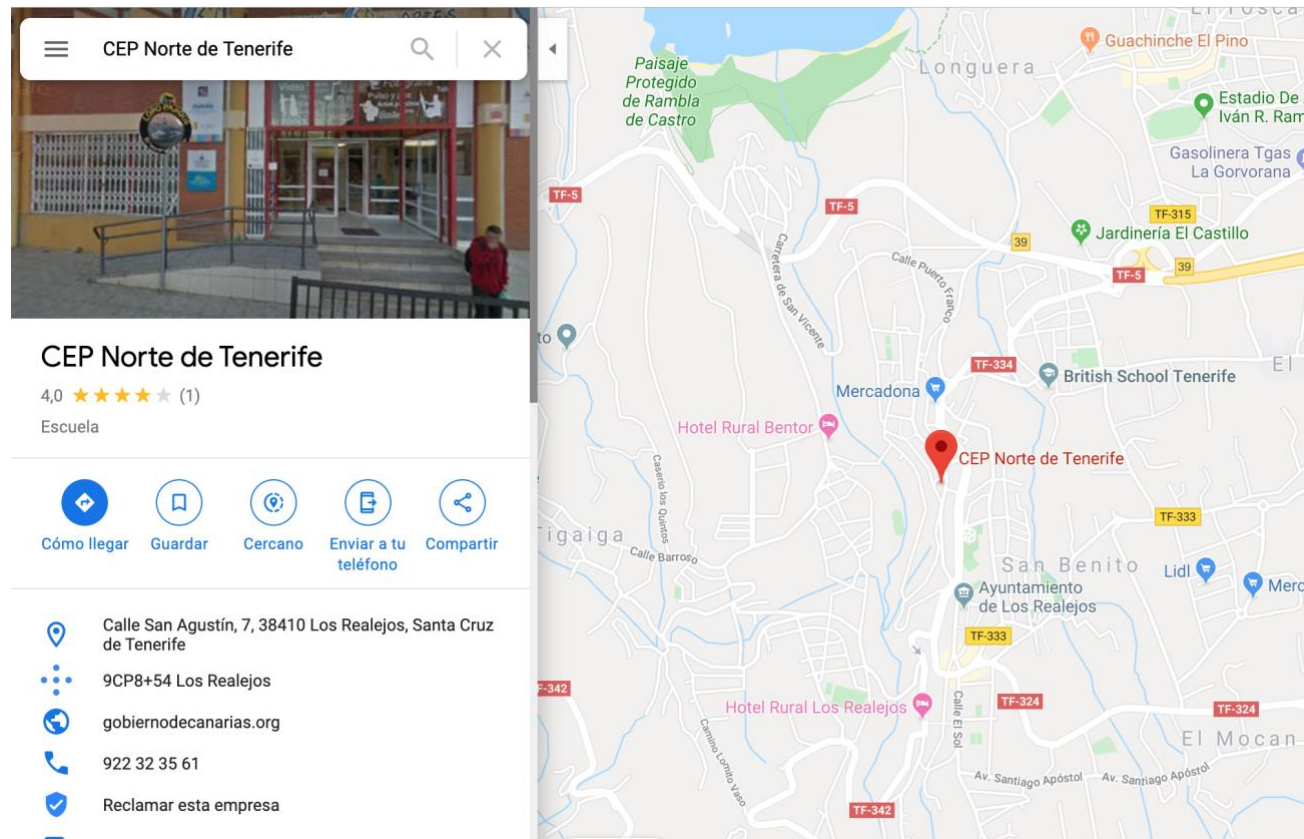 CEP Norte de Tenerife
CEP Norte de Tenerife
4,0 (1)
Escuela
Cómo llegar
Guardar
Cercano
Enviar a tu
teléfono
Compartir
Calle San Agustín, 7, 38410 Los Realejos, Santa Cruz
de Tenerife
9CP8+54 Los Realejos
gobiernodecanarias.org
922 32 35 61
Reclamar esta empresa
Paisaje
Protegido
de Rambla
de Castro
Longuera
Guachinche El Pino
Estadio De
Iván R. Ram
Gasolinera Tgas
La Gorvorana
TF-5
TF-5
TF-315
39
Jardinería El Castillo
TF-5
39
Calle Puerto Franco
Carretera de San Vicente
to
TF-334
British School Tenerife
El
Mercadona
Hotel Rural Bentor
CEP Norte de Tenerife
Caserio los Quintos
TF-333
Tigaiga
Calle Barroso
San Benito
Lidl
Merc
Ayuntamiento
de Los Realejos
TF-333
F-342
Hotel Rural Los Realejos
Calle El Sol
TF-324
TF-324
El Mocan
Camino Lomito Vaso
Av. Santiago Apóstol
Av. Santiago Apóstol
TF-342